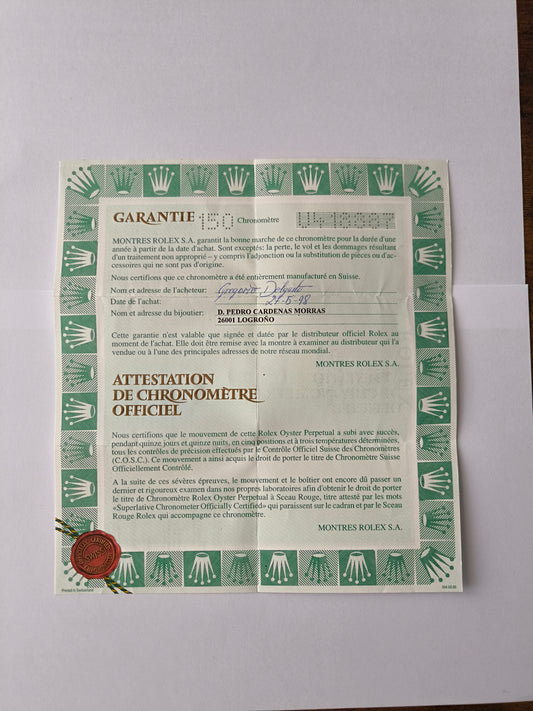 GARANTIE 150 Chronomètre U410007
MONTRES ROLEX S.A. garantit la bonne marche de ce chronomètre pour la durée d'une
année à partir de la date d'achat. Sont exceptés: la perte, le vol et les dommages résultant
d'un traitement non approprié – y compris l'adjonction ou la substitution de pièces ou d'ac-
cessoires qui ne sont pas d'origine.
Nous certifions que ce chronomètre a été entièrement manufacturé en Suisse.
Nom et adresse de l'acheteur: Gregorio Delgado
Date de l'achat: 21-5-98
Nom et adresse du bijoutier: D. PEDRO CARDENAS MORRAS
26001 LOGROÑO
Cette garantie n'est valable que signée et datée par le distributeur officiel Rolex au
moment de l'achat. Elle doit être remise avec la montre à examiner au distributeur qui l'a
vendue ou à l'une des principales adresses de notre réseau mondial.
MONTRES ROLEX S.A.
ATTESTATION
DE CHRONOMÈTRE
OFFICIEL
Nous certifions que le mouvement de cette Rolex Oyster Perpetual a subi avec succès,
pendant quinze jours et quinze nuits, en cinq positions et à trois températures déterminées,
tous les contrôles de précision effectués par le Contrôle Officiel Suisse des Chronomètres
(C.O.S.C.). Ce mouvement a ainsi acquis le droit de porter le titre de Chronomètre Suisse
Officiellement Contrôlé.
A la suite de ces sévères épreuves, le mouvement et le boîtier ont encore dû passer un
dernier et rigoureux examen dans nos propres laboratoires afin d'obtenir le droit de porter
le titre de Chronomètre Rolex Oyster Perpetual à Sceau Rouge, titre attesté par les mots
«Superlative Chronometer Officially Certified» qui paraissent sur le cadran et par le Sceau
Rouge Rolex qui accompagne ce chronomètre.
MONTRES ROLEX S.A.
Printed in Switzerland